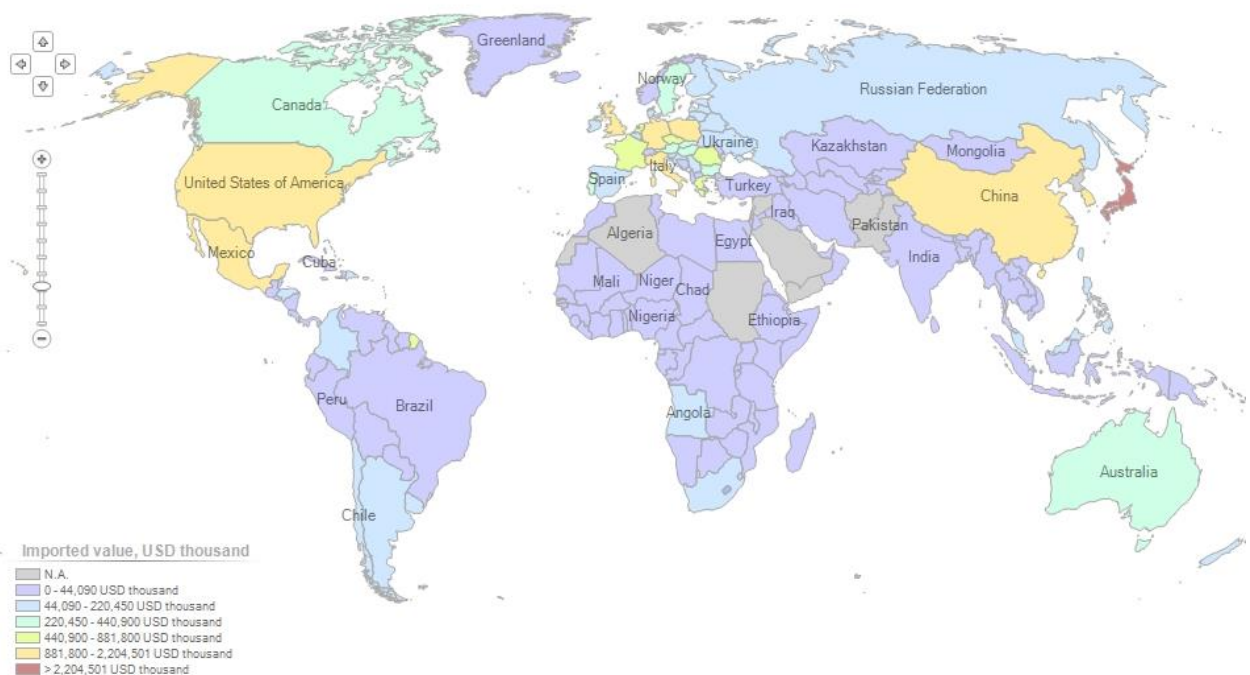 Greenland
Norway
Russian Federation
Canada
Ukraine
Kazakhstan
Mongolia
Italy
United States of America
Spain
Turkey
China
Iraq
Pakistan
Algeria
Mexico
Egypt
India
Cuba
Mali
Niger
Chad
Nigeria
Ethiopia
Peru
Brazil
Angola
Australia
Chile
Imported value, USD thousand
N.A.
0 - 44,090 USD thousand
44,090 - 220,450 USD thousand
220,450 - 440,900 USD thousand
440,900 - 881,800 USD thousand
881,800 - 2,204,501 USD thousand
> 2,204,501 USD thousand